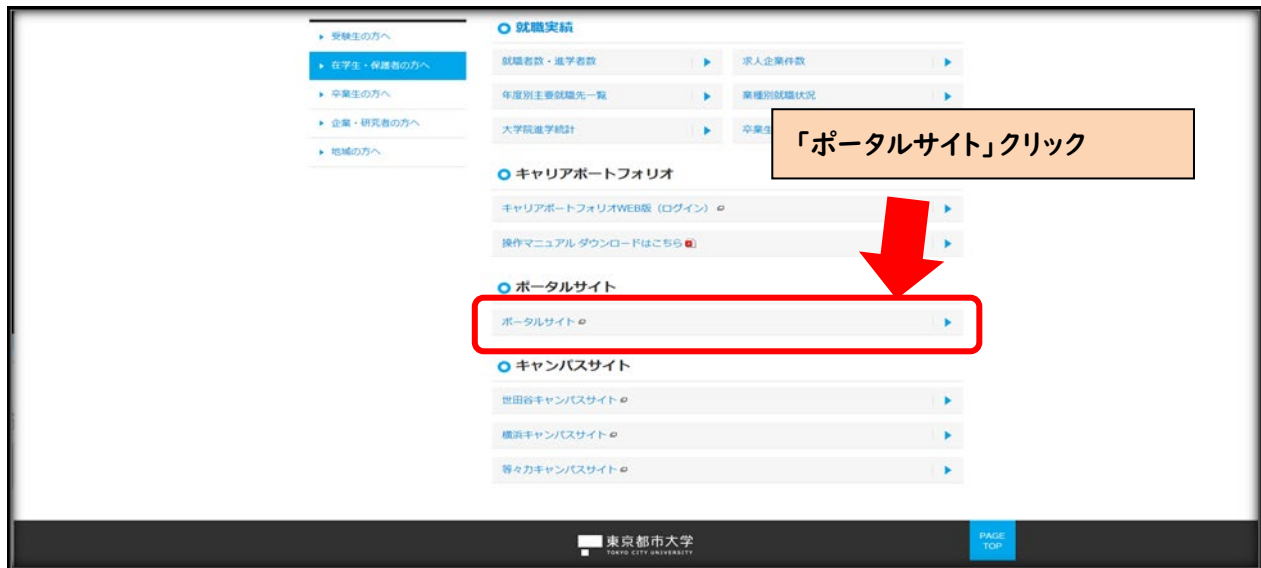 受験生の方へ
在学生・保護者の方へ
卒業生の方へ
企業・研究者の方へ
地域の方へ
就職実績
就職者数・進学者数
求人企業件数
年度別主要就職先一覧
業種別就職状況
大学院進学統計
卒業生
「ポータルサイト」クリック
キャリアポートフォリオ
キャリアポートフォリオWEB版（ログイン）
操作マニュアル ダウンロードはこちら
ポータルサイト
ポータルサイト
キャンパスサイト
世田谷キャンパスサイト
横浜キャンパスサイト
等々力キャンパスサイト
東京都市大学
TOKYO CITY UNIVERSITY
PAGE
TOP